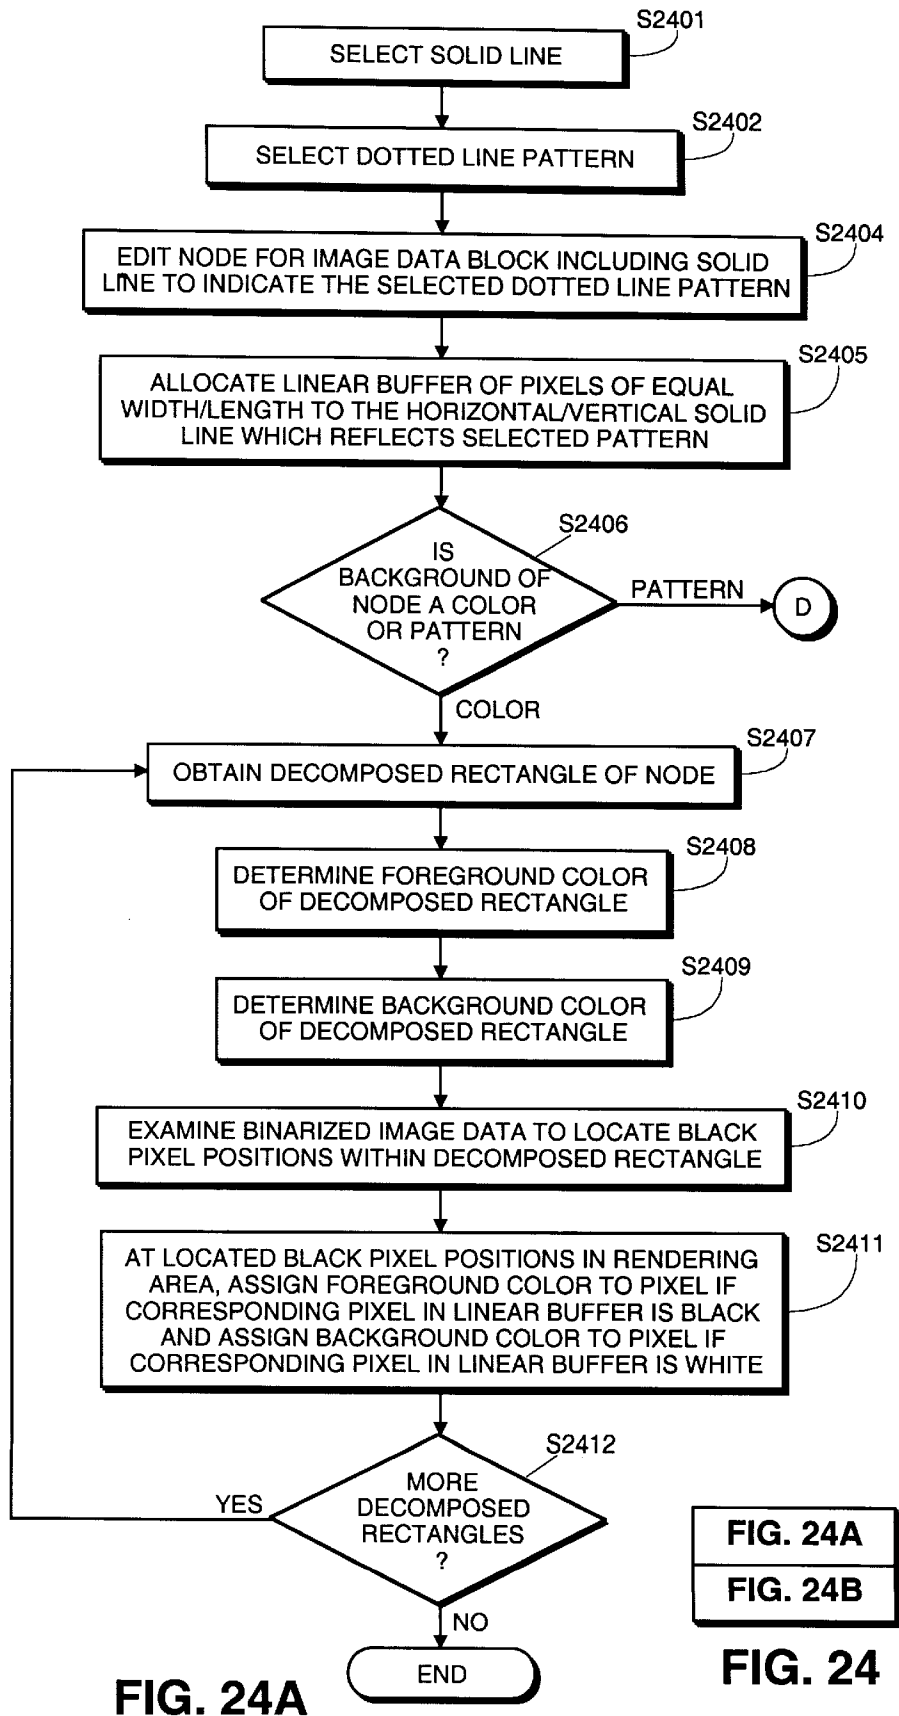 S2401
SELECT SOLID LINE
S2402
SELECT DOTTED LINE PATTERN
S2404
EDIT NODE FOR IMAGE DATA BLOCK INCLUDING SOLID
LINE TO INDICATE THE SELECTED DOTTED LINE PATTERN
S2405
ALLOCATE LINEAR BUFFER OF PIXELS OF EQUAL
WIDTH/LENGTH TO THE HORIZONTAL/VERTICAL SOLID
LINE WHICH REFLECTS SELECTED PATTERN
S2406
IS
BACKGROUND OF
NODE A COLOR
OR PATTERN
?
PATTERN
D
COLOR
S2407
OBTAIN DECOMPOSED RECTANGLE OF NODE
S2408
DETERMINE FOREGROUND COLOR
OF DECOMPOSED RECTANGLE
S2409
DETERMINE BACKGROUND COLOR
OF DECOMPOSED RECTANGLE
S2410
EXAMINE BINARIZED IMAGE DATA TO LOCATE BLACK
PIXEL POSITIONS WITHIN DECOMPOSED RECTANGLE
S2411
AT LOCATED BLACK PIXEL POSITIONS IN RENDERING
AREA, ASSIGN FOREGROUND COLOR TO PIXEL IF
CORRESPONDING PIXEL IN LINEAR BUFFER IS BLACK
AND ASSIGN BACKGROUND COLOR TO PIXEL IF
CORRESPONDING PIXEL IN LINEAR BUFFER IS WHITE
S2412
MORE
DECOMPOSED
RECTANGLES
?
YES
NO
END
FIG. 24A
FIG. 24A
FIG. 24B
FIG. 24